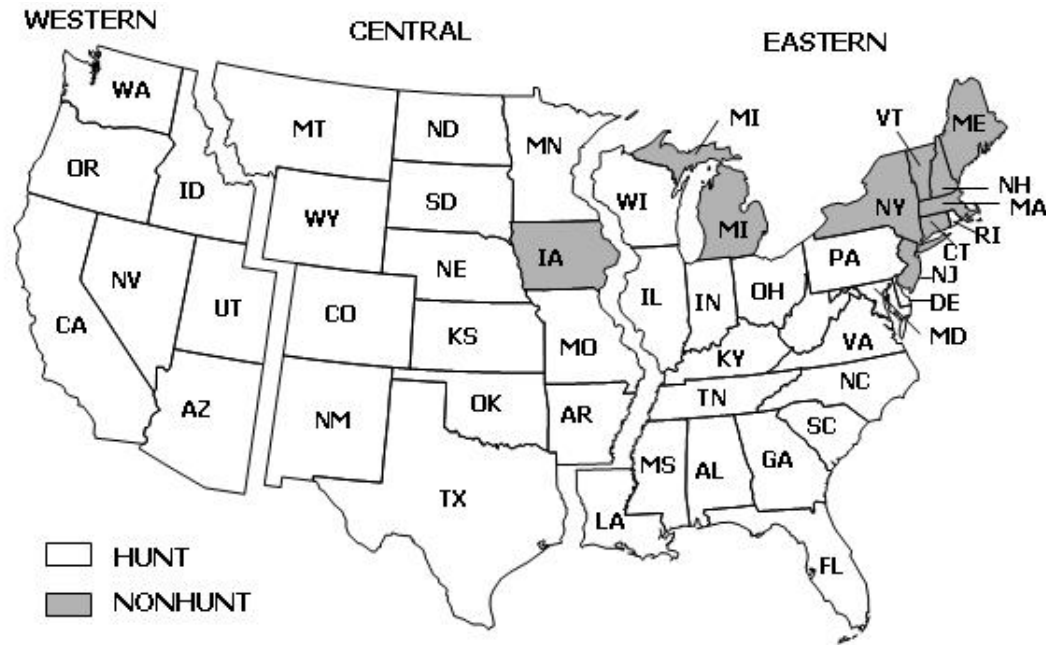 WESTERN
CENTRAL
EASTERN
WA
MT
ND
MN
MI
VT
ME
OR
ID
WY
SD
WI
NH
MA
NY
MI
RI
CT
NV
UT
NE
IA
PA
NJ
CA
CO
KS
IL
IN
OH
DE
MD
MO
KY
VA
AZ
NM
OK
AR
TN
NC
SC
MS
AL
GA
TX
LA
FL
HUNT
NONHUNT